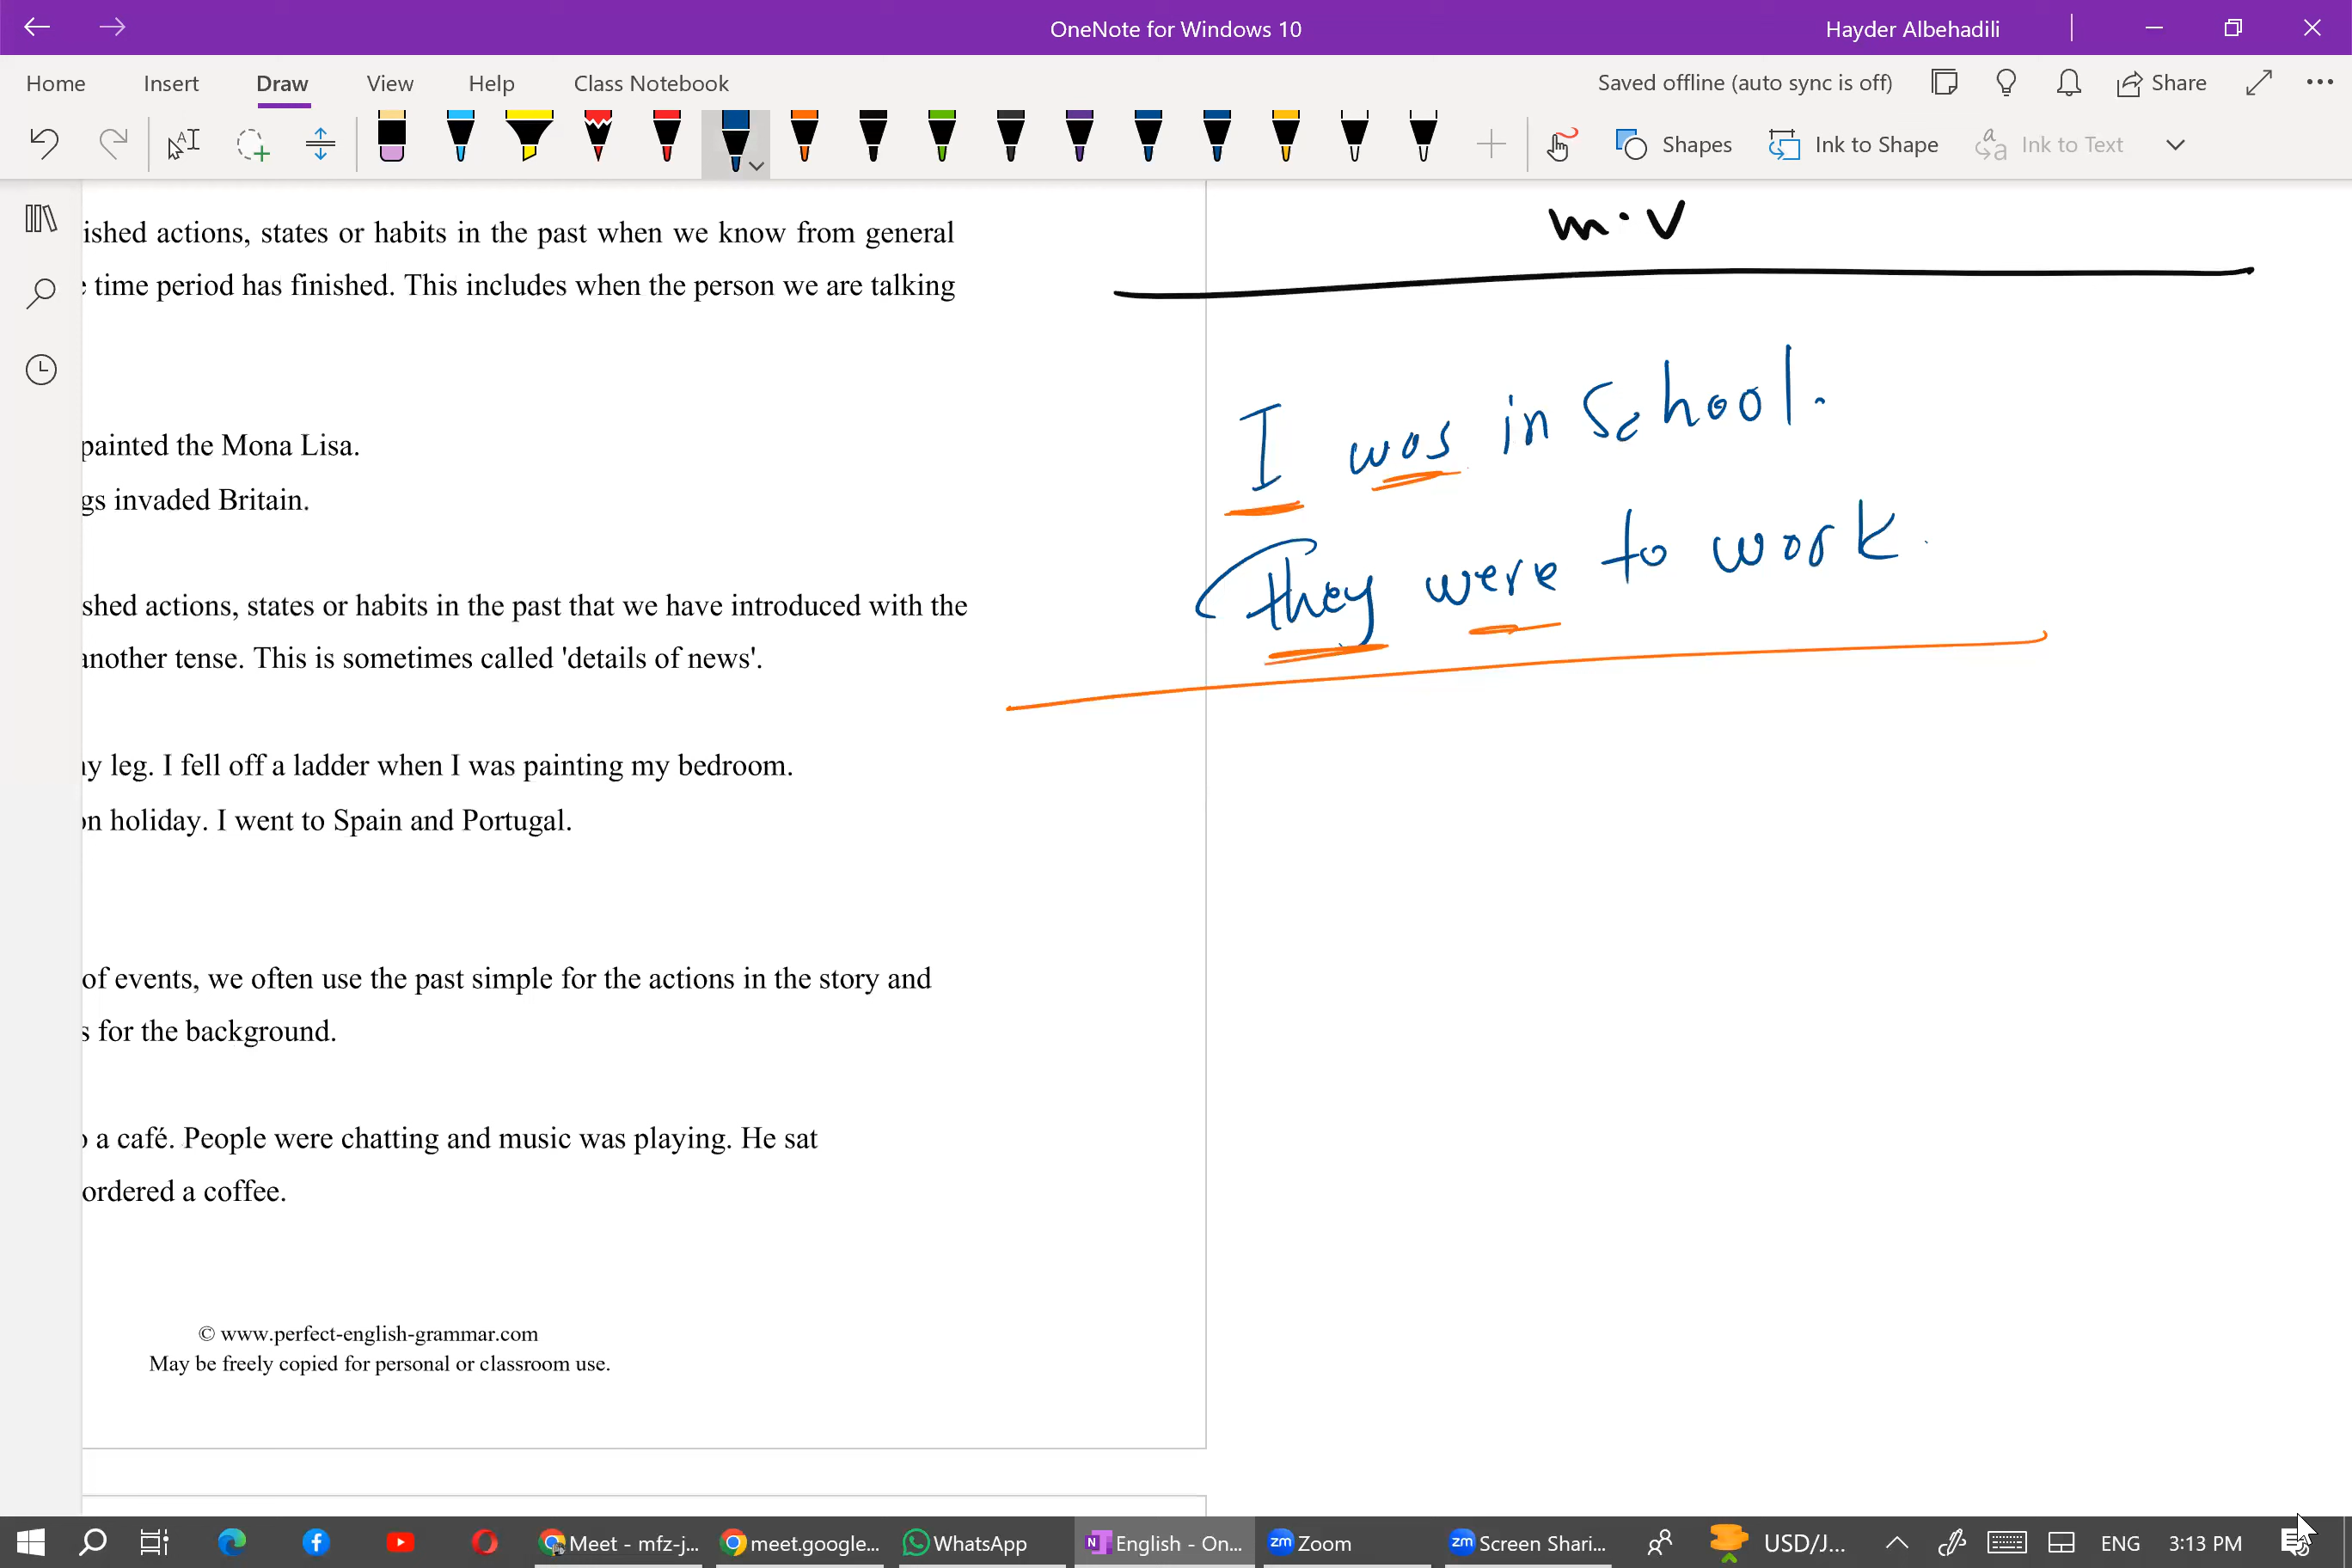 OneNote for Windows 10
Hayder Albehadili
Home Insert Draw View Help Class Notebook
Saved offline (auto sync is off) Share
Shapes Ink to Shape Ink to Text
m.v
ished actions, states or habits in the past when we know from general
time period has finished. This includes when the person we are talking
I was in School.
painted the Mona Lisa.
gs invaded Britain.
They were to work.
shed actions, states or habits in the past that we have introduced with the
another tense. This is sometimes called 'details of news'.
y leg. I fell off a ladder when I was painting my bedroom.
on holiday. I went to Spain and Portugal.
of events, we often use the past simple for the actions in the story and
s for the background.
a café. People were chatting and music was playing. He sat
ordered a coffee.
© www.perfect-english-grammar.com
May be freely copied for personal or classroom use.
Meet - mfz-j... meet.google... WhatsApp English - On... Zoom Screen Shari... USD/J... ENG 3:13 PM